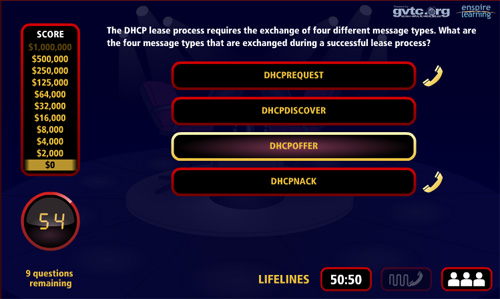 gvtc.org
enspire
learning
The DHCP lease process requires the exchange of four different message types. What are
the four message types that are exchanged during a successful lease process?
SCORE
$1,000,000
$500,000
$250,000
$125,000
$64,000
$32,000
$16,000
$8,000
$4,000
$2,000
$0
DHCPREQUEST
DHCPDISCOVER
DHCPOFFER
DHCPNACK
54
9 questions
remaining
LIFELINES
50:50